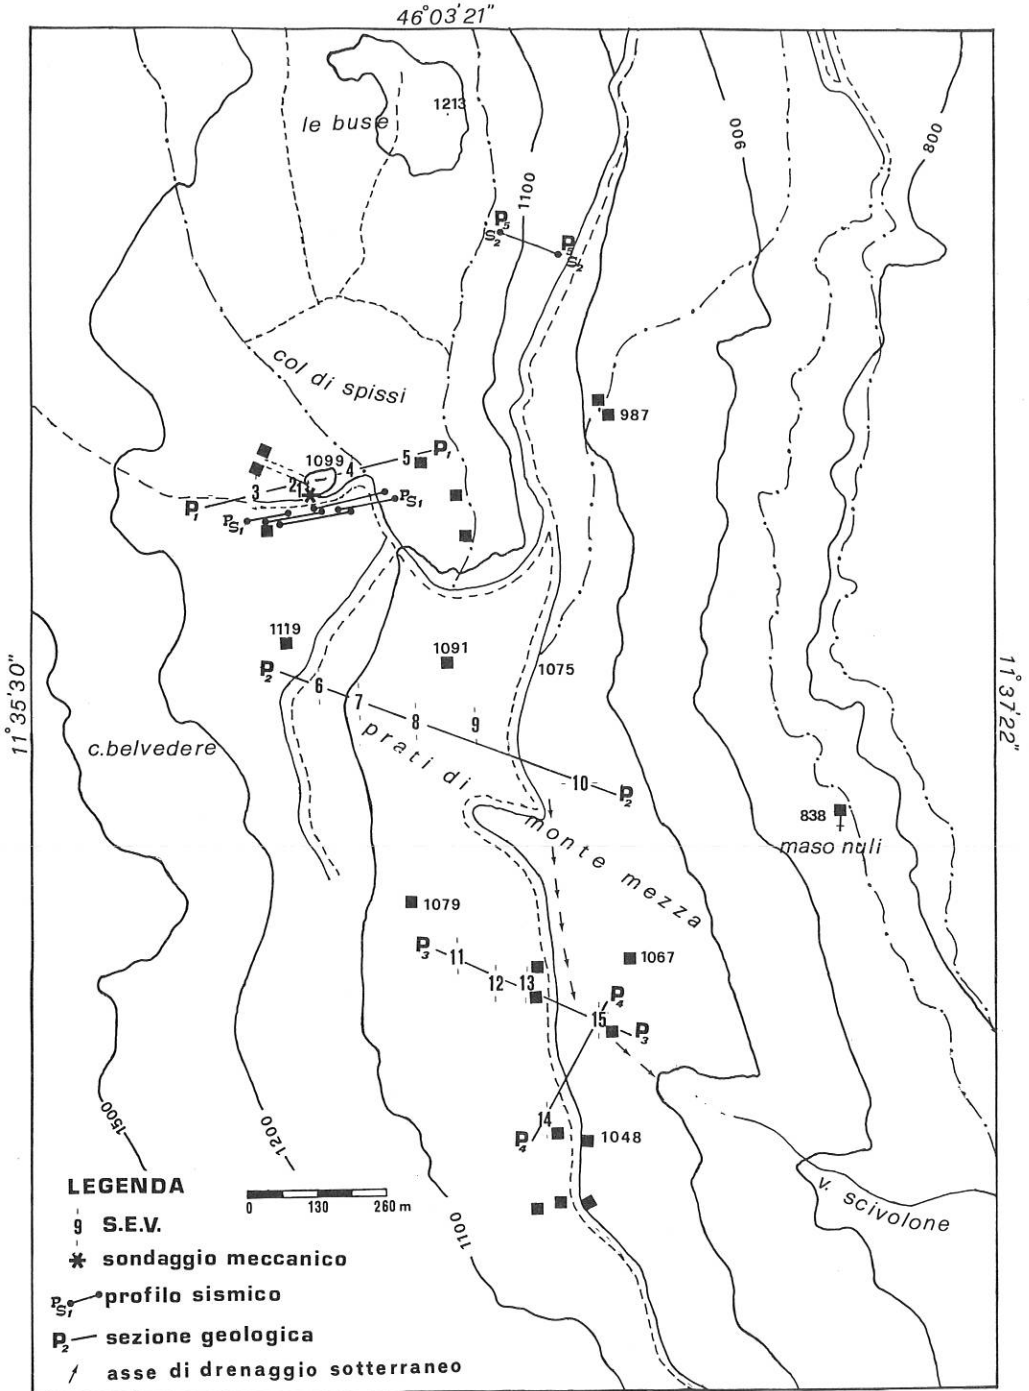 46°03'21"
1213
le buse
1100
900
800
P5
S2
P5
S2
col di spissi
987
1099
4
5
P1
3
2
1
P1
PS1
PS1
1119
1091
1075
P2
6
7
8
9
10
P2
11°35'30"
11°37'22"
c.belvedere
prati di
monte mezza
838
maso nuli
1079
P3
11
12
13
1067
P4
15
P3
14
P4
1048
1500
1200
1100
v. scivolone
LEGENDA
0 130 260 m
9 S.E.V.
sondaggio meccanico
PS1 profilo sismico
P2 sezione geologica
asse di drenaggio sotterraneo